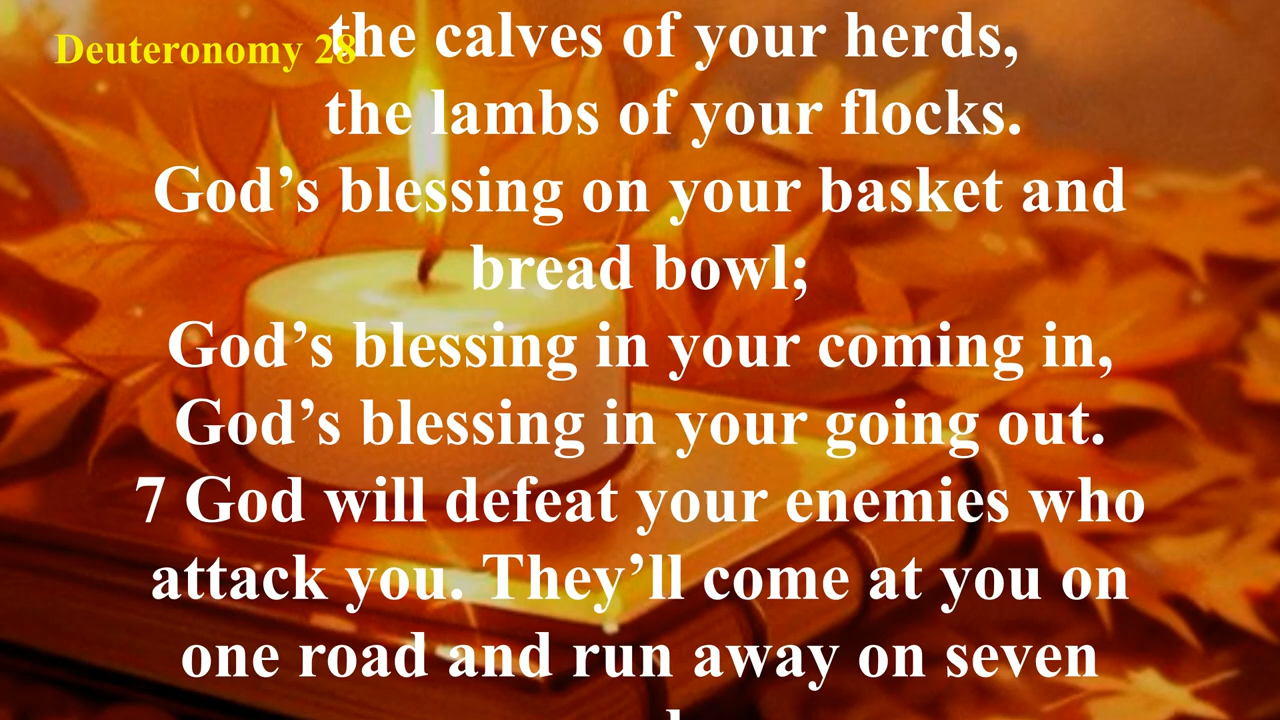 Deuteronomy 28
the calves of your herds,
the lambs of your flocks.
God’s blessing on your basket and
bread bowl;
God’s blessing in your coming in,
God’s blessing in your going out.
7 God will defeat your enemies who
attack you. They’ll come at you on
one road and run away on seven